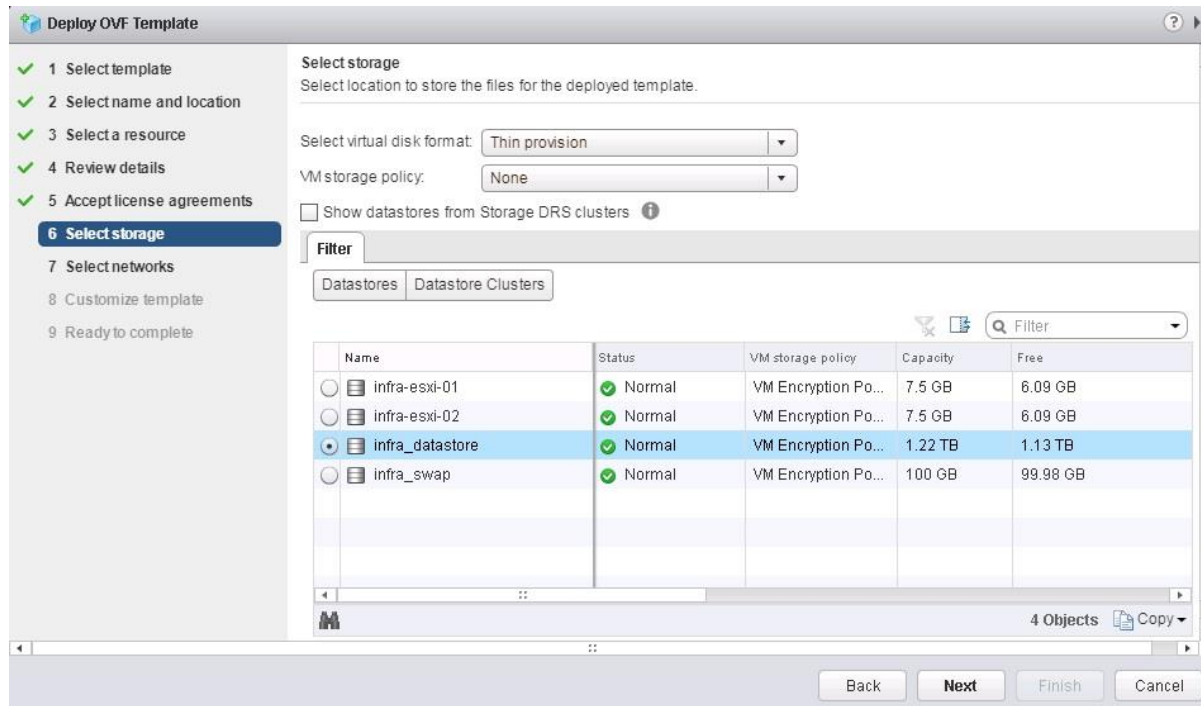 Deploy OVF Template
?
1 Select template
2 Select name and location
3 Select a resource
4 Review details
5 Accept license agreements
6 Select storage
7 Select networks
8 Customize template
9 Ready to complete
Select storage
Select location to store the files for the deployed template.
Select virtual disk format: Thin provision
VM storage policy: None
Show datastores from Storage DRS clusters
Filter
Datastores Datastore Clusters
Filter
Name Status VM storage policy Capacity Free
infra-esxi-01 Normal VM Encryption Po... 7.5 GB 6.09 GB
infra-esxi-02 Normal VM Encryption Po... 7.5 GB 6.09 GB
infra_datastore Normal VM Encryption Po... 1.22 TB 1.13 TB
infra_swap Normal VM Encryption Po... 100 GB 99.98 GB
4 Objects Copy
Back Next Finish Cancel